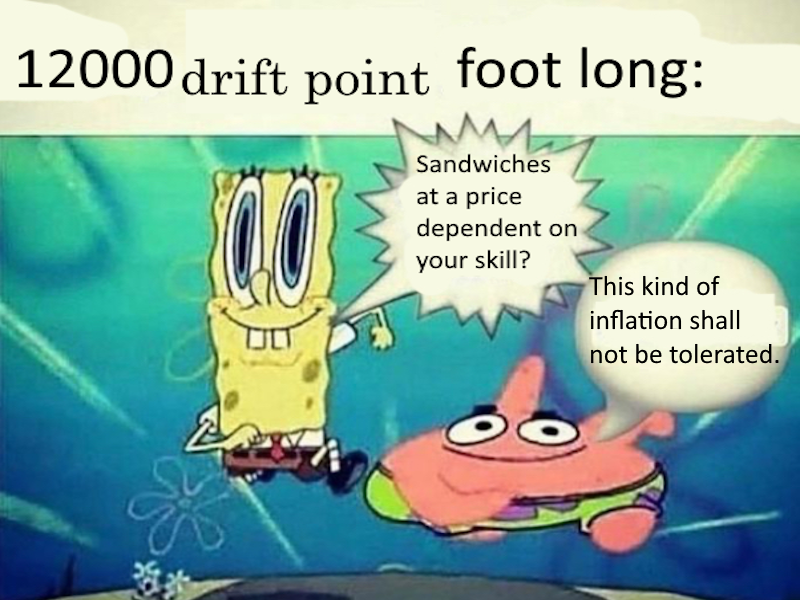 12000 drift point foot long:
Sandwiches
at a price
dependent on
your skill?
This kind of
inflation shall
not be tolerated.